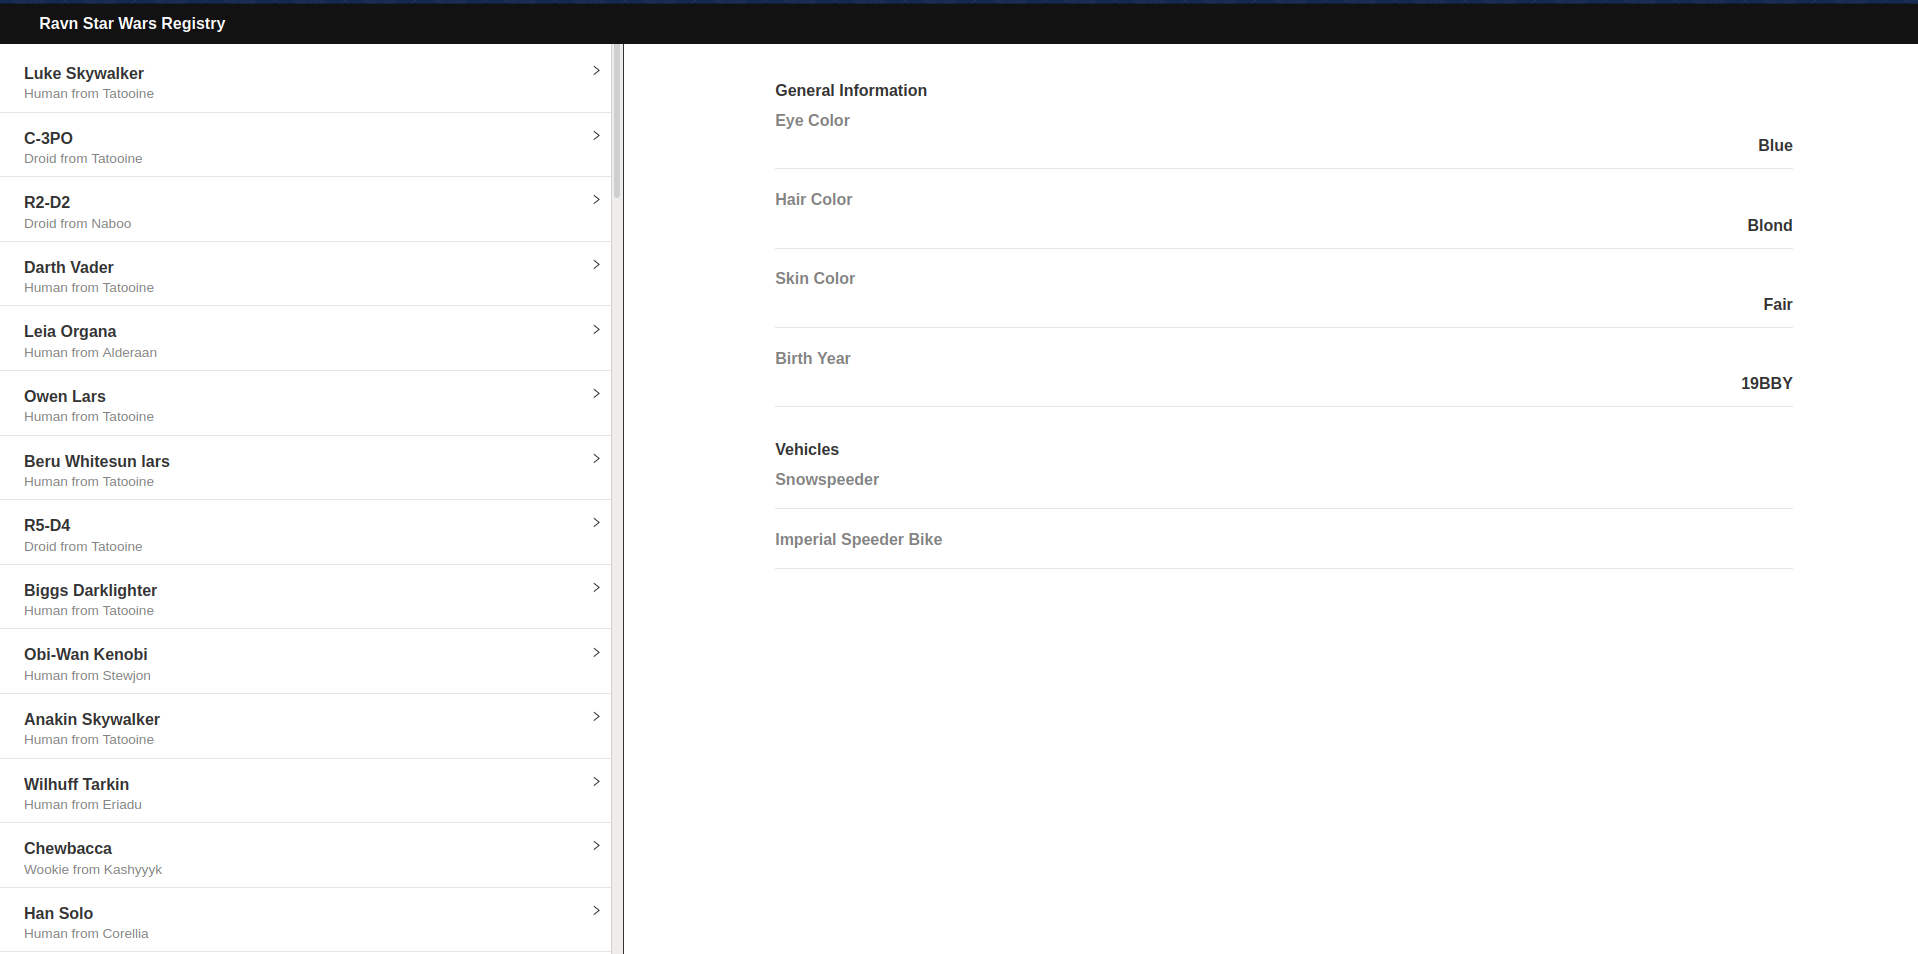 Ravn Star Wars Registry
Luke Skywalker
Human from Tatooine
C-3PO
Droid from Tatooine
R2-D2
Droid from Naboo
Darth Vader
Human from Tatooine
Leia Organa
Human from Alderaan
Owen Lars
Human from Tatooine
Beru Whitesun lars
Human from Tatooine
R5-D4
Droid from Tatooine
Biggs Darklighter
Human from Tatooine
Obi-Wan Kenobi
Human from Stewjon
Anakin Skywalker
Human from Tatooine
Wilhuff Tarkin
Human from Eriadu
Chewbacca
Wookie from Kashyyyk
Han Solo
Human from Corellia
General Information
Eye Color
Blue
Hair Color
Blond
Skin Color
Fair
Birth Year
19BBY
Vehicles
Snowspeeder
Imperial Speeder Bike